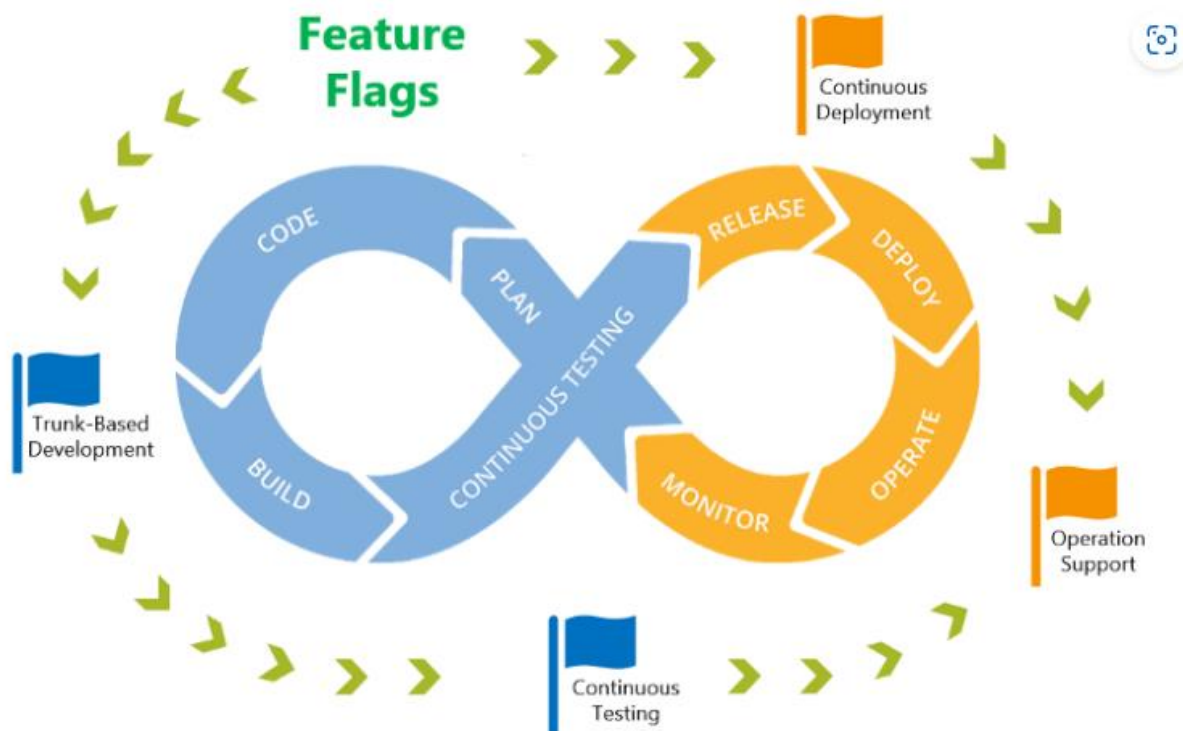 Feature
Flags
Continuous
Deployment
CODE
PLAN
RELEASE
DEPLOY
CONTINUOUS TESTING
Trunk-Based
Development
BUILD
MONITOR
OPERATE
Operation
Support
Continuous
Testing